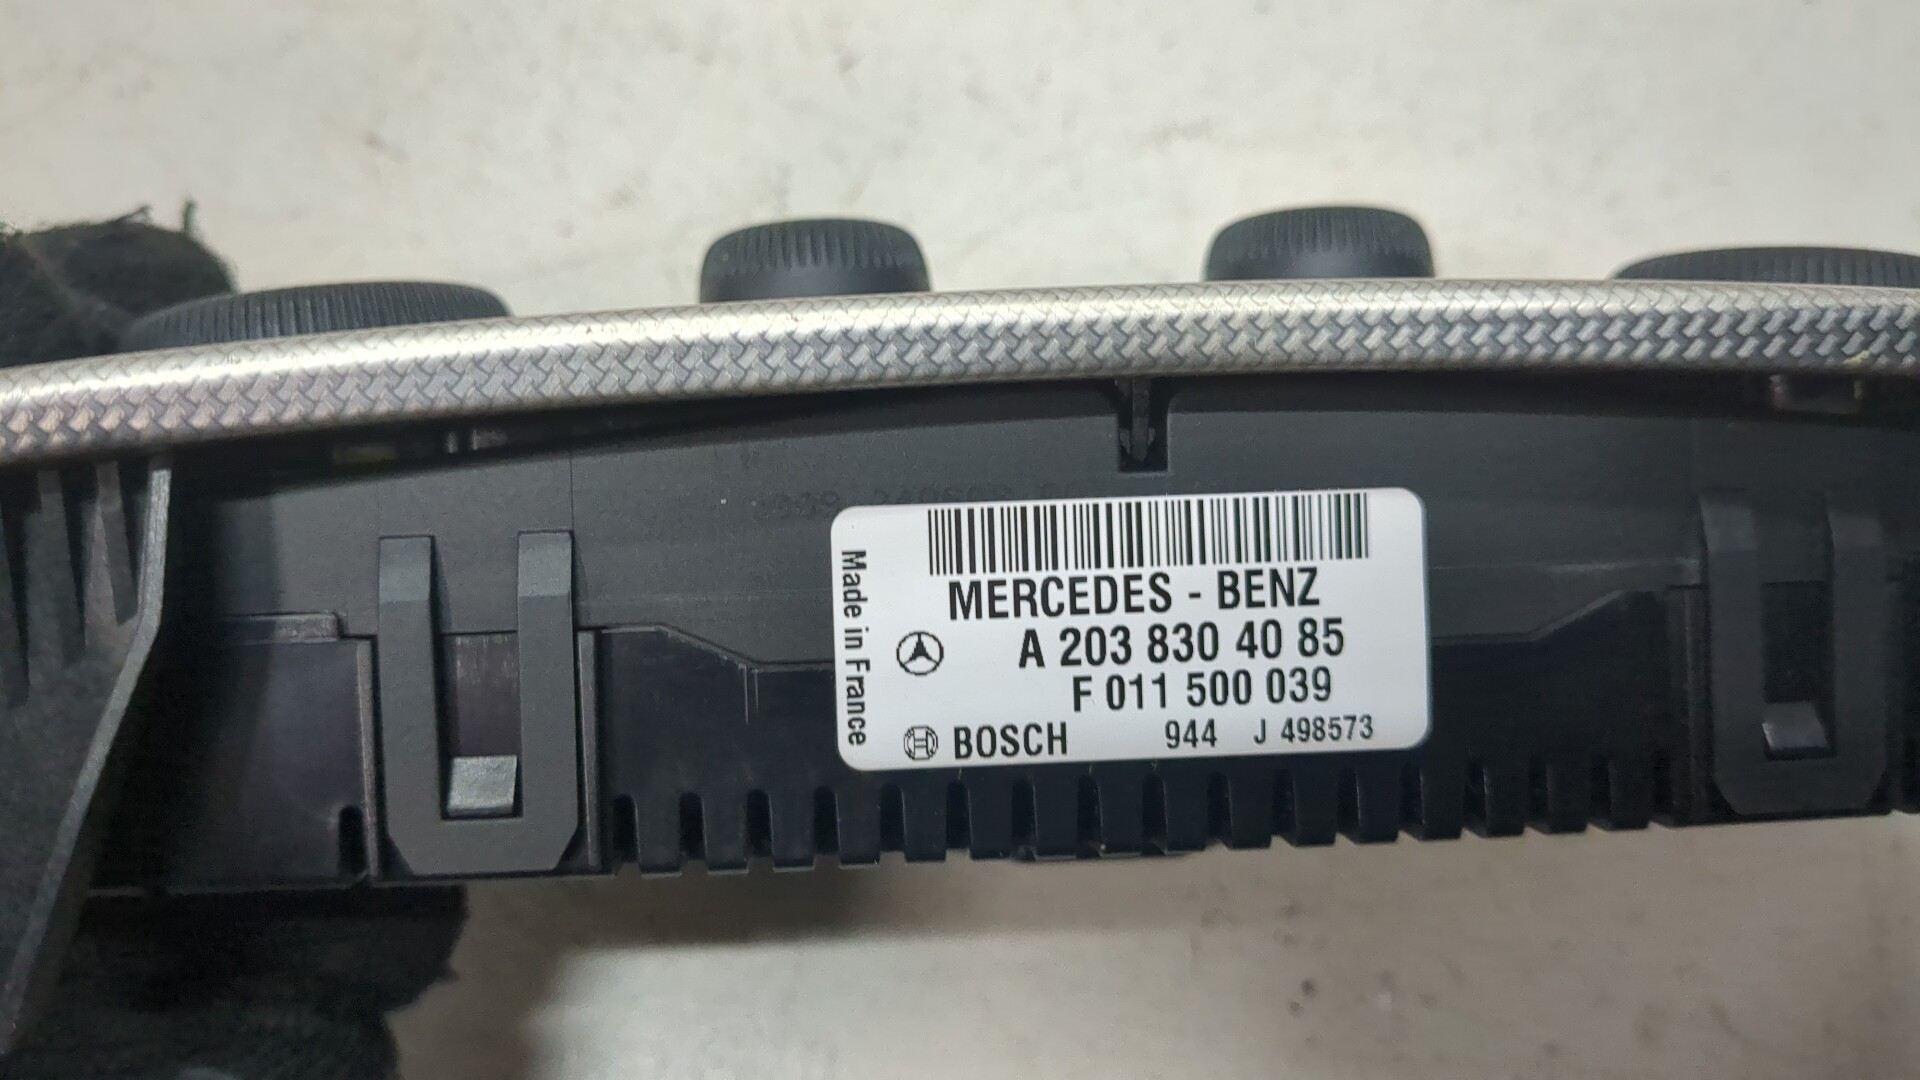 MERCEDES - BENZ
A 203 830 40 85
F 011 500 039
BOSCH 944 J 498573
Made in France